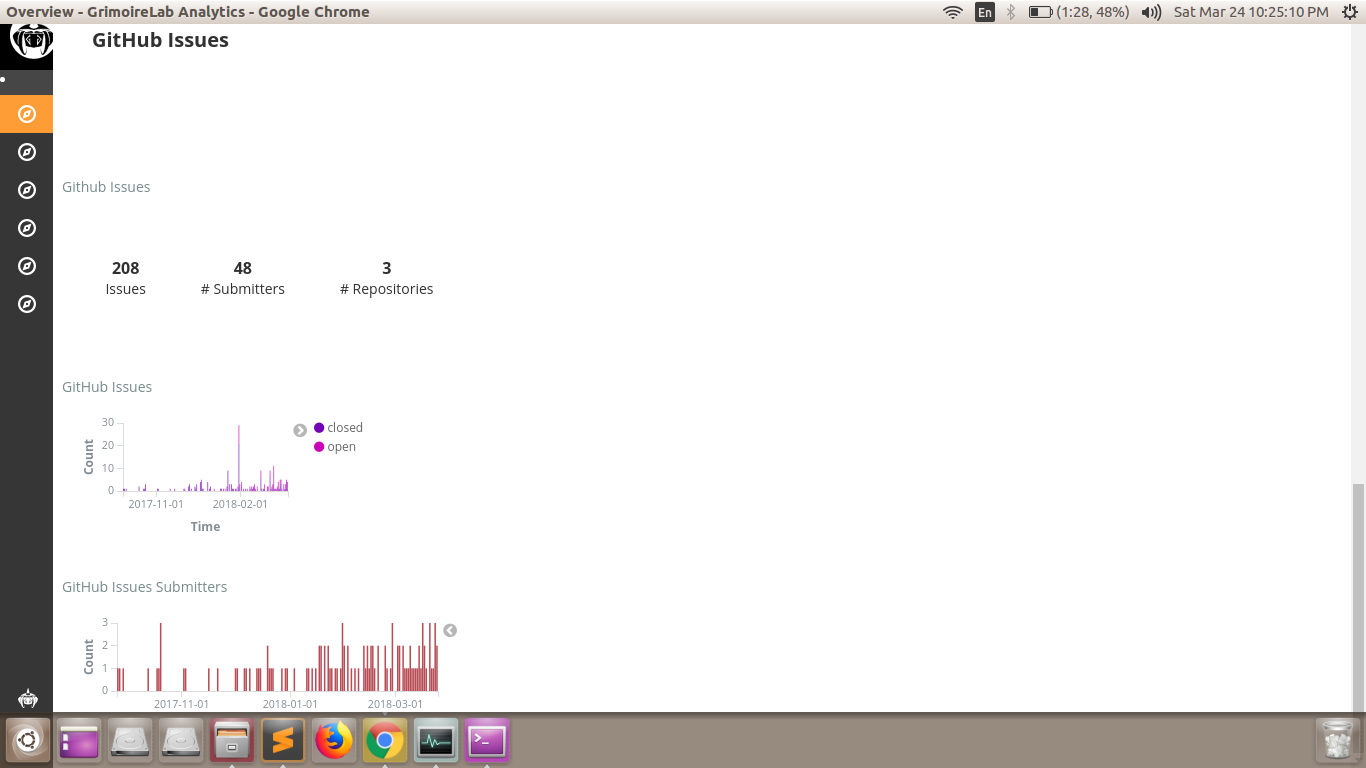 Overview - GrimoireLab Analytics - Google Chrome
En
(1:28, 48%)
Sat Mar 24 10:25:10 PM
GitHub Issues
Github Issues
208
48
3
Issues
# Submitters
# Repositories
GitHub Issues
30
20
10
0
Count
2017-11-01
2018-02-01
Time
closed
open
GitHub Issues Submitters
3
2
1
0
Count
2017-11-01
2018-01-01
2018-03-01